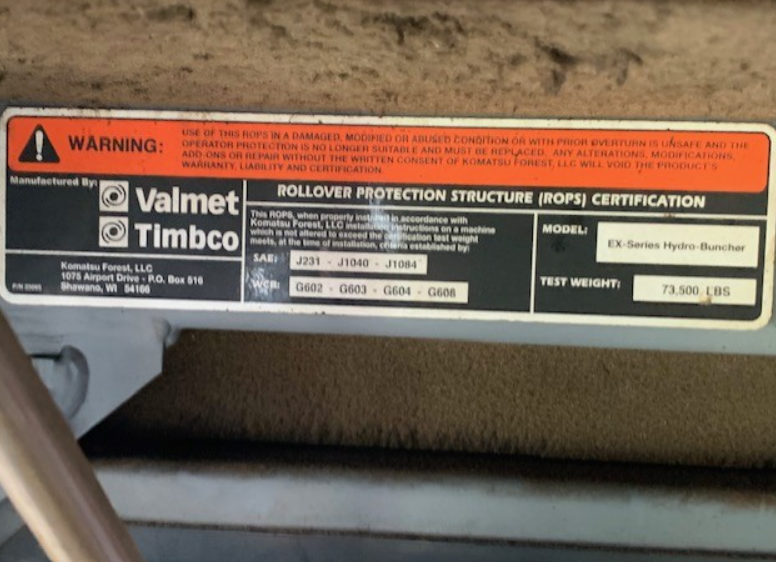 WARNING:
USE OF THIS ROPS IN A DAMAGED, MODIFIED OR ABUSED CONDITION OR WITH PRIOR OVERTURN IS UNSAFE AND THE
OPERATOR PROTECTION IS NO LONGER SUITABLE AND MUST BE REPLACED. ANY ALTERATIONS, MODIFICATIONS,
ADD-ONS OR REPAIR WITHOUT THE WRITTEN CONSENT OF KOMATSU FOREST, LLC WILL VOID THE PRODUCT'S
WARRANTY, LIABILITY AND CERTIFICATION.
Manufactured By:
Valmet
Timbco
Komatsu Forest, LLC
1075 Airport Drive - P.O. Box 516
Shawano, WI 54166
P/N
ROLLOVER PROTECTION STRUCTURE (ROPS) CERTIFICATION
This ROPS, when properly installed in accordance with
Komatsu Forest, LLC installation instructions on a machine
which is not altered to exceed the certification test weight
meets, at the time of installation, criteria established by:
SAE: J231 - J1040 - J1084
WCB: G602 - G603 - G604 - G608
MODEL: EX-Series Hydro-Buncher
TEST WEIGHT: 73,500 LBS